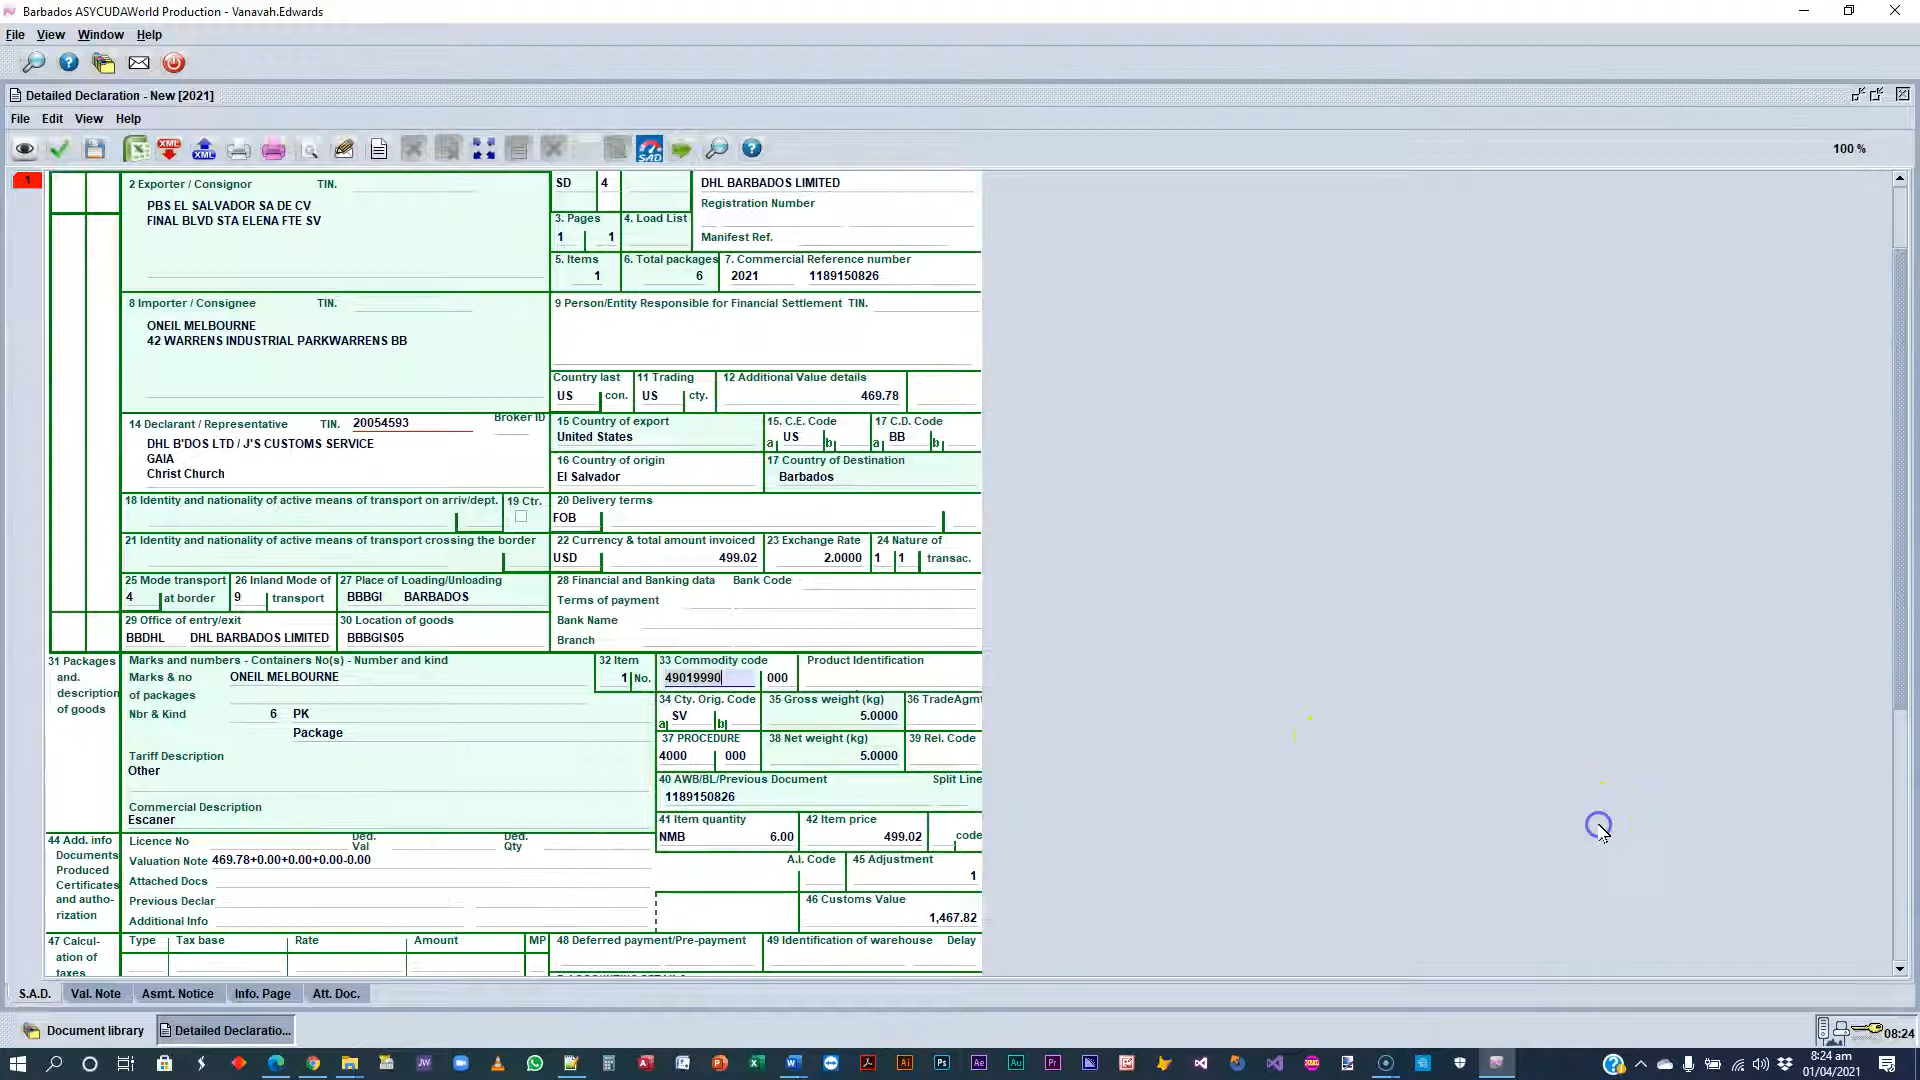 Barbados ASYCUDAWorld Production - Vanavah.Edwards
File View Window Help
Detailed Declaration - New [2021]
File Edit View Help
XML XML SAD 100 %
1
2 Exporter / Consignor TIN.
PBS EL SALVADOR SA DE CV
FINAL BLVD STA ELENA FTE SV
SD 4
DHL BARBADOS LIMITED
Registration Number
3. Pages 4. Load List
1 1
Manifest Ref.
5. Items 6. Total packages 7. Commercial Reference number
1 6 2021 1189150826
8 Importer / Consignee TIN.
ONEIL MELBOURNE
42 WARRENS INDUSTRIAL PARKWARRENS BB
9 Person/Entity Responsible for Financial Settlement TIN.
Country last 11 Trading 12 Additional Value details
US con. US cty. 469.78
14 Declarant / Representative TIN. 20054593 Broker ID
DHL B'DOS LTD / J'S CUSTOMS SERVICE
GAIA
Christ Church
15 Country of export 15. C.E. Code 17 C.D. Code
United States a US b a BB b
16 Country of origin 17 Country of Destination
El Salvador Barbados
18 Identity and nationality of active means of transport on arriv/dept. 19 Ctr. 20 Delivery terms
FOB
21 Identity and nationality of active means of transport crossing the border 22 Currency & total amount invoiced 23 Exchange Rate 24 Nature of
USD 499.02 2.0000 1 1 transac.
25 Mode transport 26 Inland Mode of 27 Place of Loading/Unloading 28 Financial and Banking data Bank Code
4 at border 9 transport BBBGI BARBADOS Terms of payment
29 Office of entry/exit 30 Location of goods Bank Name
BBDHL DHL BARBADOS LIMITED BBBGIS05 Branch
31 Packages and. description of goods
Marks and numbers - Containers No(s) - Number and kind 32 Item 33 Commodity code Product Identification
Marks & no ONEIL MELBOURNE 1 No. 49019990 000
of packages
34 Cty. Orig. Code 35 Gross weight (kg) 36 TradeAgmt
Nbr & Kind 6 PK a SV b 5.0000
Package
37 PROCEDURE 38 Net weight (kg) 39 Rel. Code
Tariff Description 4000 000 5.0000
Other
40 AWB/BL/Previous Document Split Line
1189150826
Commercial Description
Escaner
41 Item quantity 42 Item price
NMB 6.00 499.02 code
44 Add. info Documents Produced Certificates and autho- rization
Licence No Ded. Val Ded. Qty
Valuation Note 469.78+0.00+0.00+0.00-0.00 A.I. Code 45 Adjustment
Attached Docs 1
Previous Declar 46 Customs Value
Additional Info 1,467.82
47 Calcul- ation of taxes
Type Tax base Rate Amount MP 48 Deferred payment/Pre-payment 49 Identification of warehouse Delay
S.A.D. Val. Note Asmt. Notice Info. Page Att. Doc.
Document library Detailed Declaratio... 08:24
8:24 am
01/04/2021